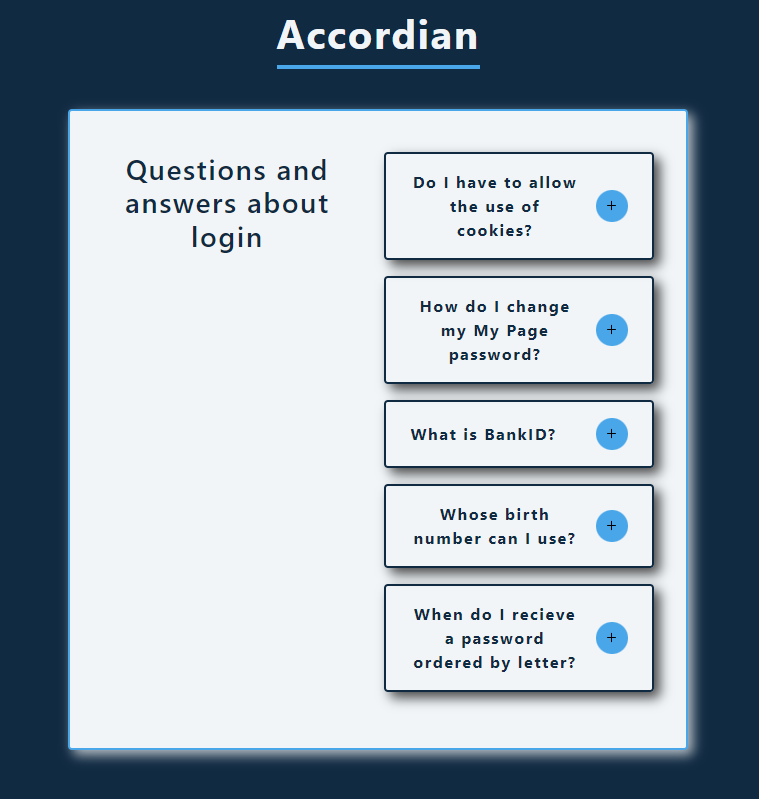 Accordian
Questions and
answers about
login
Do I have to allow
the use of
cookies?
+
How do I change
my My Page
password?
+
What is BankID?
+
Whose birth
number can I use?
+
When do I recieve
a password
ordered by letter?
+